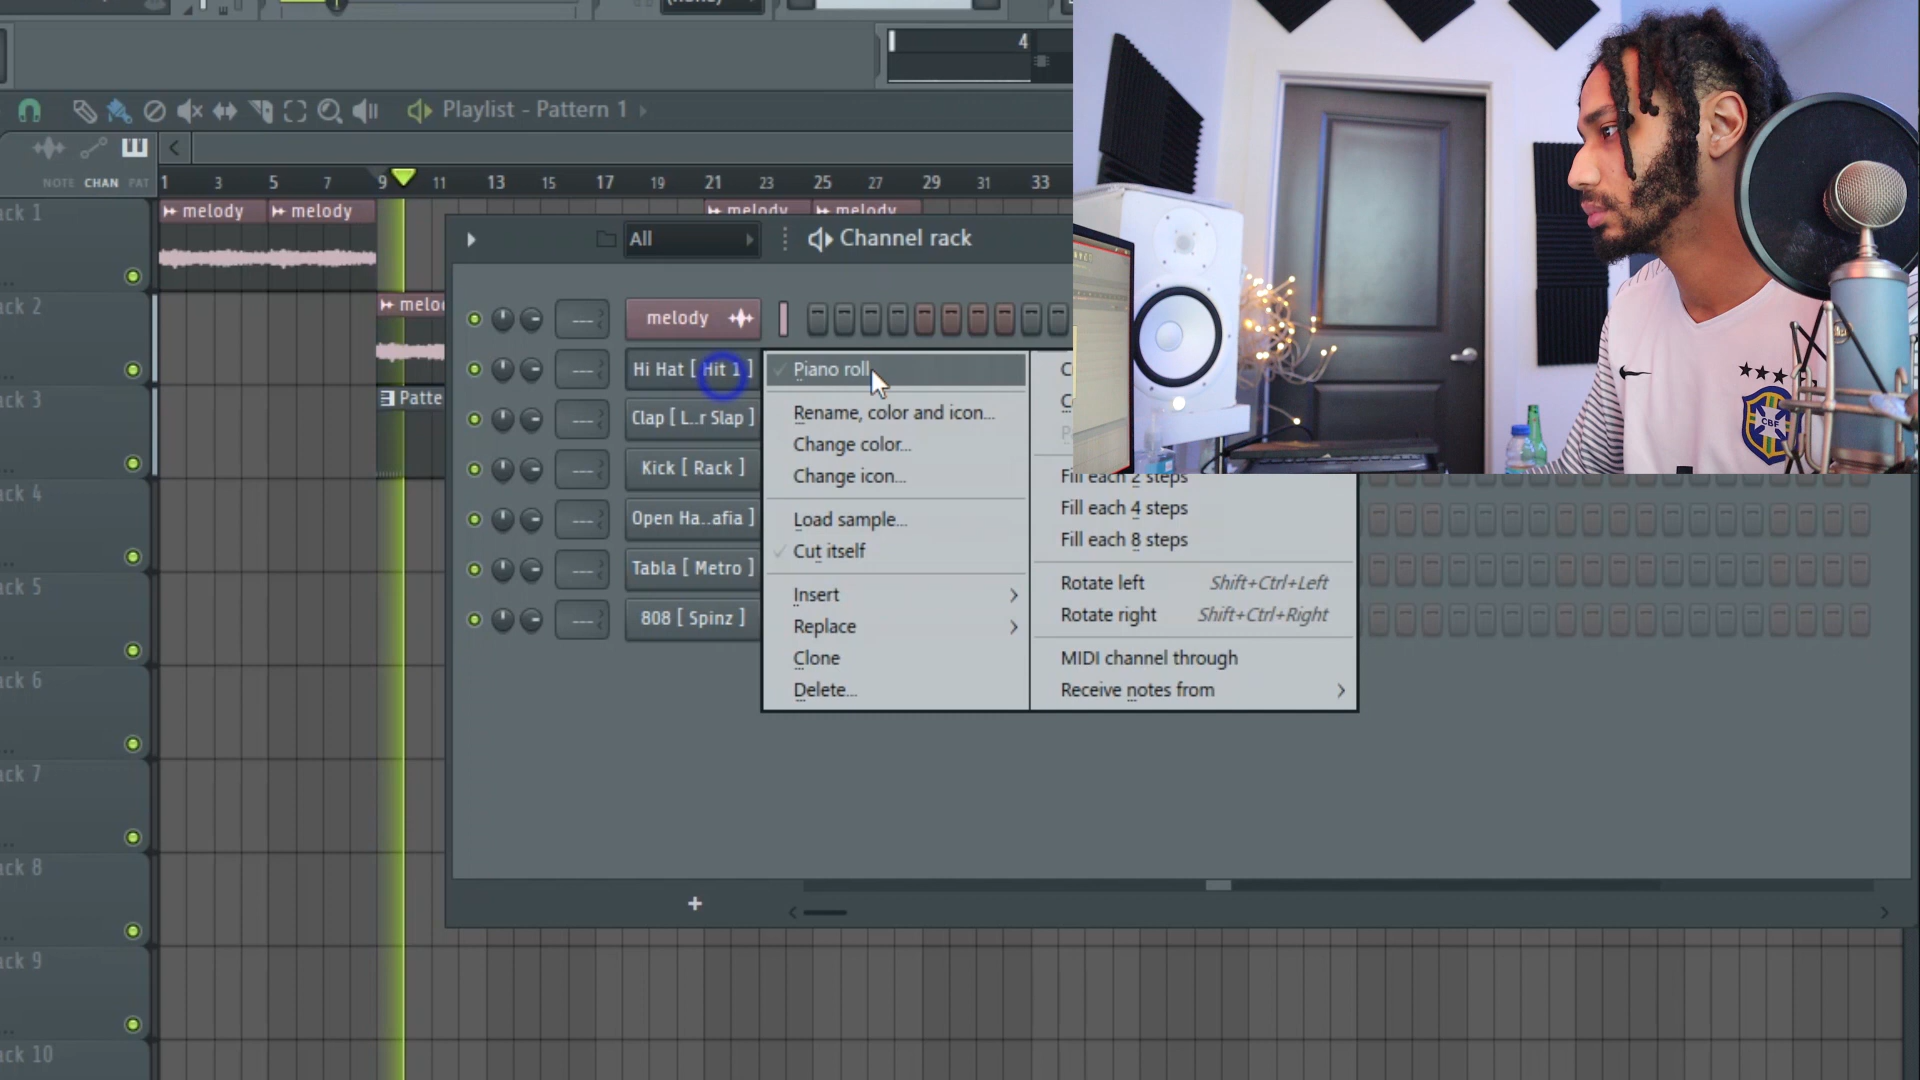 4
Playlist - Pattern 1
NOTE CHAN PAT
1 3 5 7 9 11 13 15 17 19 21 23 25 27 29 31 33
ack 1
melody melody melody melody
All
Channel rack
ack 2
melo
melody
Hi Hat [ Hit 1 ]
Piano roll
ack 3
Patte
Clap [ L..r Slap ]
Rename, color and icon...
Change color...
Kick [ Rack ]
Change icon...
Fill each 2 steps
ack 4
Open Ha..afia ]
Load sample...
Fill each 4 steps
Cut itself
Fill each 8 steps
Tabla [ Metro ]
ack 5
Insert
Rotate left Shift+Ctrl+Left
808 [ Spinz ]
Replace
Rotate right Shift+Ctrl+Right
Clone
MIDI channel through
ack 6
Delete...
Receive notes from
ack 7
ack 8
ack 9
ack 10
CBF